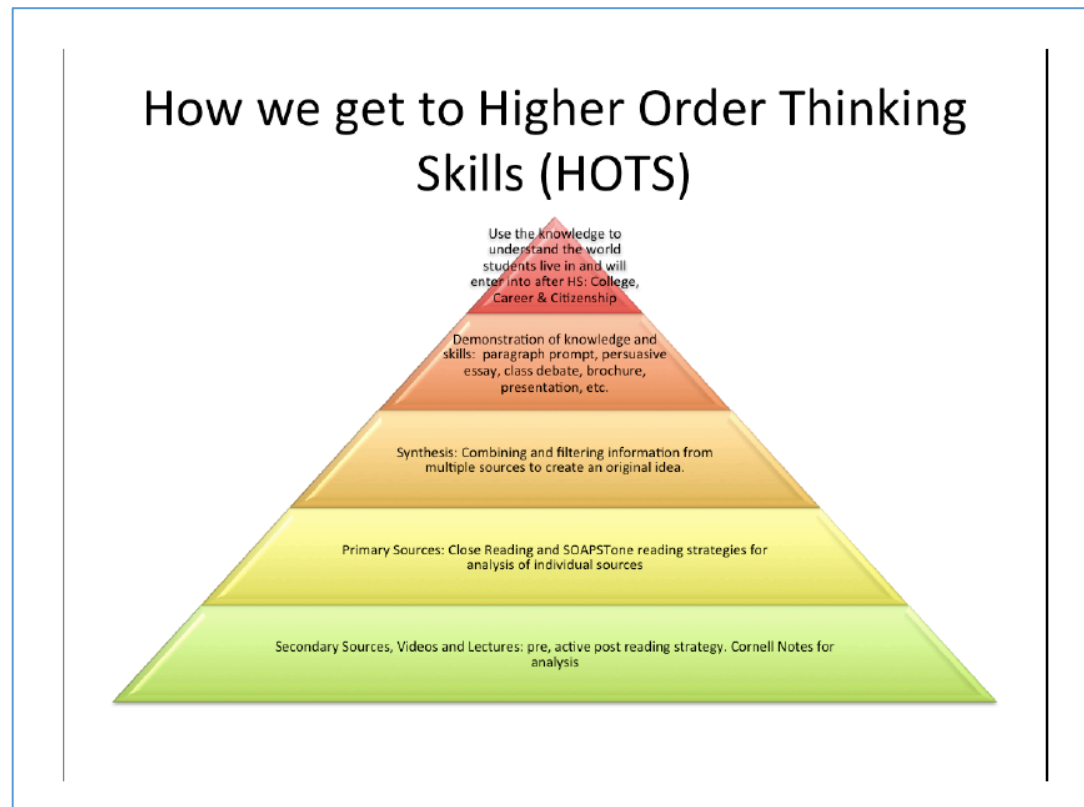 How we get to Higher Order Thinking
Skills (HOTS)
Use the knowledge to
understand the world
students live in and will
enter into after HS: College,
Career & Citizenship
Demonstration of knowledge and
skills:  paragraph prompt, persuasive
essay, class debate, brochure,
presentation, etc.
Synthesis: Combining and filtering information from
multiple sources to create an original idea.
Primary Sources: Close Reading and SOAPSTone reading strategies for
analysis of individual sources
Secondary Sources, Videos and Lectures: pre, active post reading strategy. Cornell Notes for
analysis